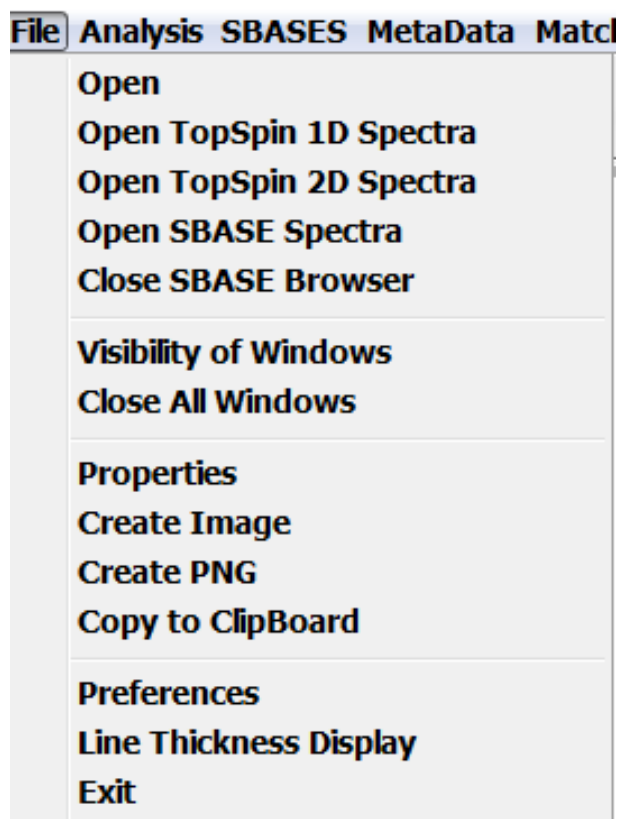 File Analysis SBASES MetaData Matc
Open
Open TopSpin 1D Spectra
Open TopSpin 2D Spectra
Open SBASE Spectra
Close SBASE Browser
Visibility of Windows
Close All Windows
Properties
Create Image
Create PNG
Copy to ClipBoard
Preferences
Line Thickness Display
Exit